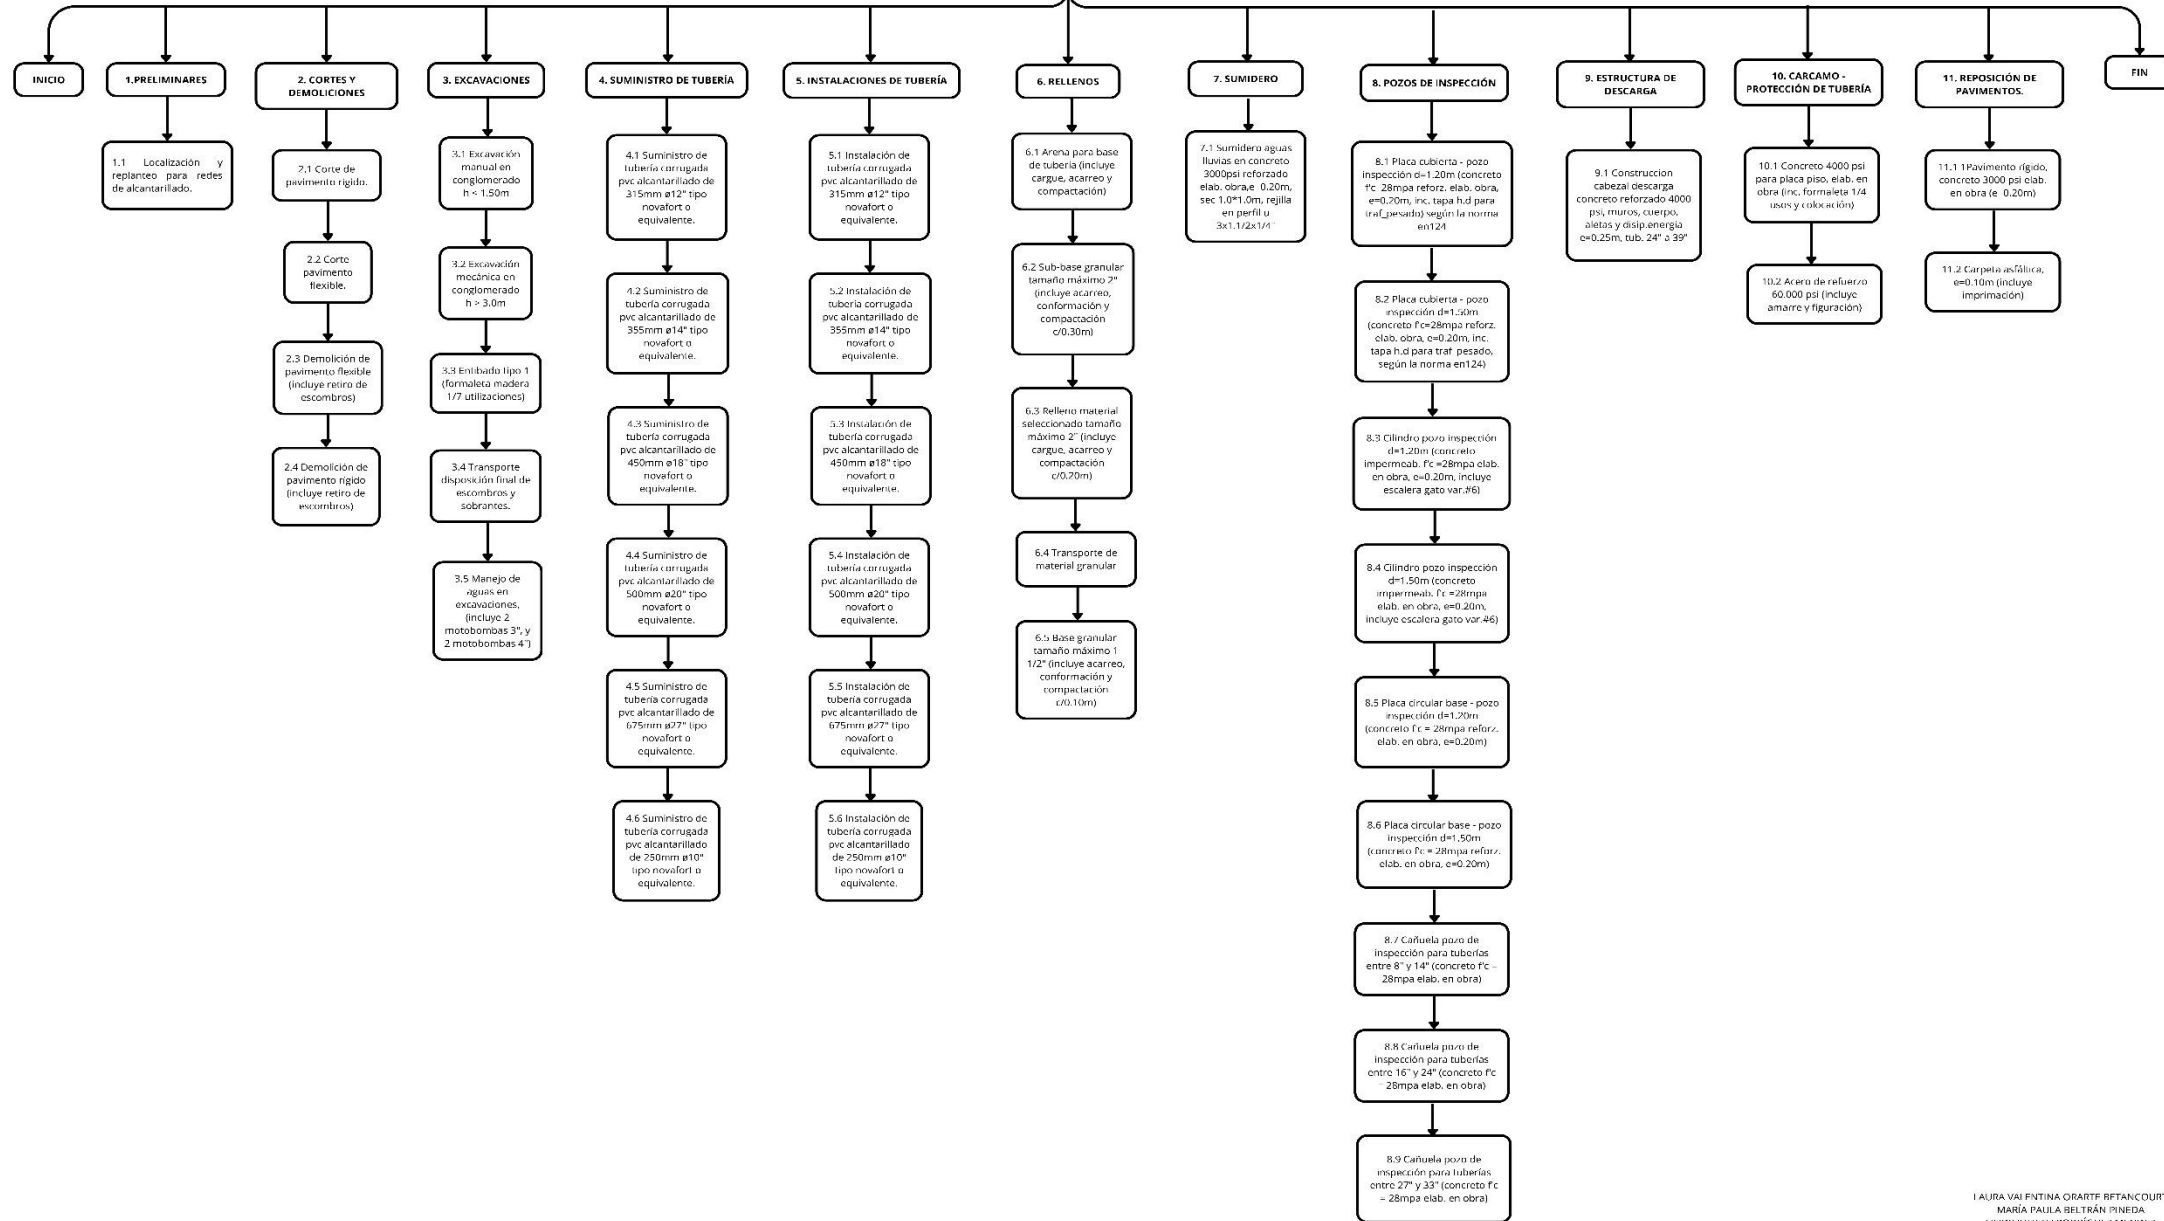 INICIO
1.PRELIMINARES
1.1 Localización y
replanteo para redes
de alcantarillado.
2. CORTES Y
DEMOLICIONES
2.1 Corte de
pavimento rígido.
2.2 Corte
pavimento
flexible.
2.3 Demolición de
pavimento flexible
(incluye retiro de
escombros)
2.4 Demolición de
pavimento rígido
(incluye retiro de
escombros)
3. EXCAVACIONES
3.1 Excavación
manual en
conglomerado
h < 1.50m
3.2 Excavación
mecánica en
conglomerado
h > 3.0m
3.3 Entibado tipo 1
(formaleta madera
1/7 utilizaciones)
3.4 Transporte
disposición final de
escombros y
sobrantes.
3.5 Manejo de
aguas en
excavaciones,
(incluye 2
motobombas 3", y
2 motobombas 4")
4. SUMINISTRO DE TUBERÍA
4.1 Suministro de
tubería corrugada
pvc alcantarillado de
315mm ø12" tipo
novafort o
equivalente.
4.2 Suministro de
tubería corrugada
pvc alcantarillado de
355mm ø14" tipo
novafort o
equivalente.
4.3 Suministro de
tubería corrugada
pvc alcantarillado de
450mm ø18" tipo
novafort o
equivalente.
4.4 Suministro de
tubería corrugada
pvc alcantarillado de
500mm ø20" tipo
novafort o
equivalente.
4.5 Suministro de
tubería corrugada
pvc alcantarillado de
675mm ø27" tipo
novafort o
equivalente.
4.6 Suministro de
tubería corrugada
pvc alcantarillado
de 250mm ø10"
tipo novafort o
equivalente.
5. INSTALACIONES DE TUBERÍA
5.1 Instalación de
tubería corrugada
pvc alcantarillado de
315mm ø12" tipo
novafort o
equivalente.
5.2 Instalación de
tubería corrugada
pvc alcantarillado de
355mm ø14" tipo
novafort o
equivalente.
5.3 Instalación de
tubería corrugada
pvc alcantarillado de
450mm ø18" tipo
novafort o
equivalente.
5.4 Instalación de
tubería corrugada
pvc alcantarillado de
500mm ø20" tipo
novafort o
equivalente.
5.5 Instalación de
tubería corrugada
pvc alcantarillado de
675mm ø27" tipo
novafort o
equivalente.
5.6 Instalación de
tubería corrugada
pvc alcantarillado
de 250mm ø10"
tipo novafort o
equivalente.
6. RELLENOS
6.1 Arena para base
de tubería (incluye
cargue, acarreo y
compactación)
6.2 Sub-base granular
tamaño máximo 2"
(incluye acarreo,
conformación y
compactación
c/0.30m)
6.3 Relleno material
seleccionado tamaño
máximo 2" (incluye
cargue, acarreo y
compactación
c/0.20m)
6.4 Transporte de
material granular
6.5 Base granular
tamaño máximo 1
1/2" (incluye acarreo,
conformación y
compactación
c/0.10m)
7. SUMIDERO
7.1 Sumidero aguas
lluvias en concreto
3000psi reforzado
elab. obra,e 0.20m,
sec 1.0*1.0m, rejilla
en perfil u
3x1.1/2x1/4"
8. POZOS DE INSPECCIÓN
8.1 Placa cubierta - pozo
inspección d=1.20m (concreto
f'c 28mpa reforz. elab. obra,
e=0.20m, inc. tapa h.d para
traf_pesado) según la norma
en124
8.2 Placa cubierta - pozo
inspección d=1.50m
(concreto f'c=28mpa reforz.
elab. obra, e=0.20m, inc.
tapa h.d para traf pesado,
según la norma en124)
8.3 Cilindro pozo inspección
d=1.20m (concreto
impermeab. f'c =28mpa elab.
en obra, e=0.20m, incluye
escalera gato var.#6)
8.4 Cilindro pozo inspección
d=1.50m (concreto
impermeab. f'c =28mpa
elab. en obra, e=0.20m,
incluye escalera gato var.#6)
8.5 Placa circular base - pozo
inspección d=1.20m
(concreto f'c = 28mpa reforz.
elab. en obra, e=0.20m)
8.6 Placa circular base - pozo
inspección d=1.50m
(concreto f'c = 28mpa reforz.
elab. en obra, e=0.20m)
8.7 Cañuela pozo de
inspección para tuberías
entre 8" y 14" (concreto f'c =
28mpa elab. en obra)
8.8 Cañuela pozo de
inspección para tuberías
entre 16" y 24" (concreto f'c
= 28mpa elab. en obra)
8.9 Cañuela pozo de
inspección para tuberías
entre 27" y 33" (concreto f'c
= 28mpa elab. en obra)
9. ESTRUCTURA DE
DESCARGA
9.1 Construccion
cabezal descarga
concreto reforzado 4000
psi, muros, cuerpo,
aletas y disip.energia
e=0.25m, tub. 24" a 39"
10. CARCAMO -
PROTECCIÓN DE TUBERÍA
10.1 Concreto 4000 psi
para placa piso, elab. en
obra (inc. formaleta 1/4
usos y colocación)
10.2 Acero de refuerzo
60.000 psi (incluye
amarre y figuración)
11. REPOSICIÓN DE
PAVIMENTOS.
11.1 1Pavimento rígido,
concreto 3000 psi elab.
en obra (e 0.20m)
11.2 Carpeta asfáltica,
e=0.10m (incluye
imprimación)
FIN
LAURA VALENTINA ORARTE BETANCOURT
MARÍA PAULA BELTRÁN PINEDA